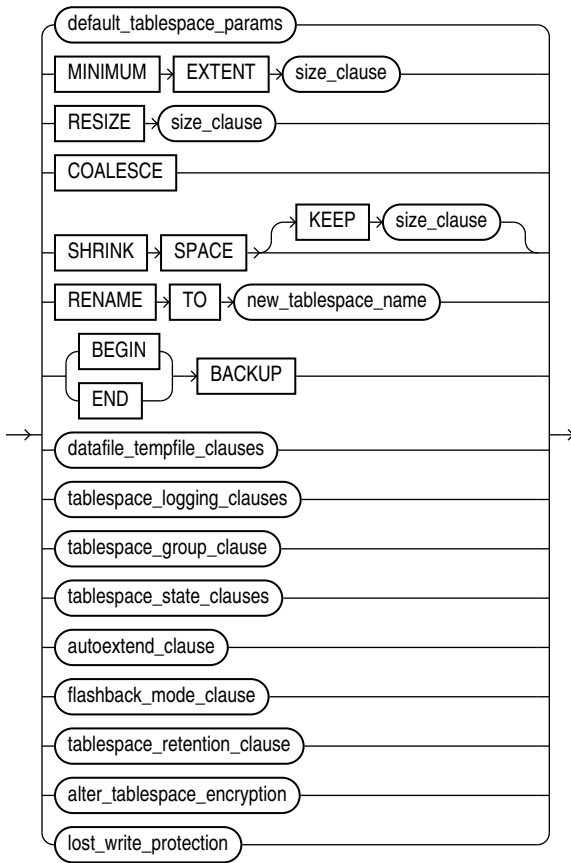 default_tablespace_params
MINIMUM EXTENT size_clause
RESIZE size_clause
COALESCE
KEEP size_clause
SHRINK SPACE
RENAME TO new_tablespace_name
BEGIN
BACKUP
END
datafile_tempfile_clauses
tablespace_logging_clauses
tablespace_group_clause
tablespace_state_clauses
autoextend_clause
flashback_mode_clause
tablespace_retention_clause
alter_tablespace_encryption
lost_write_protection